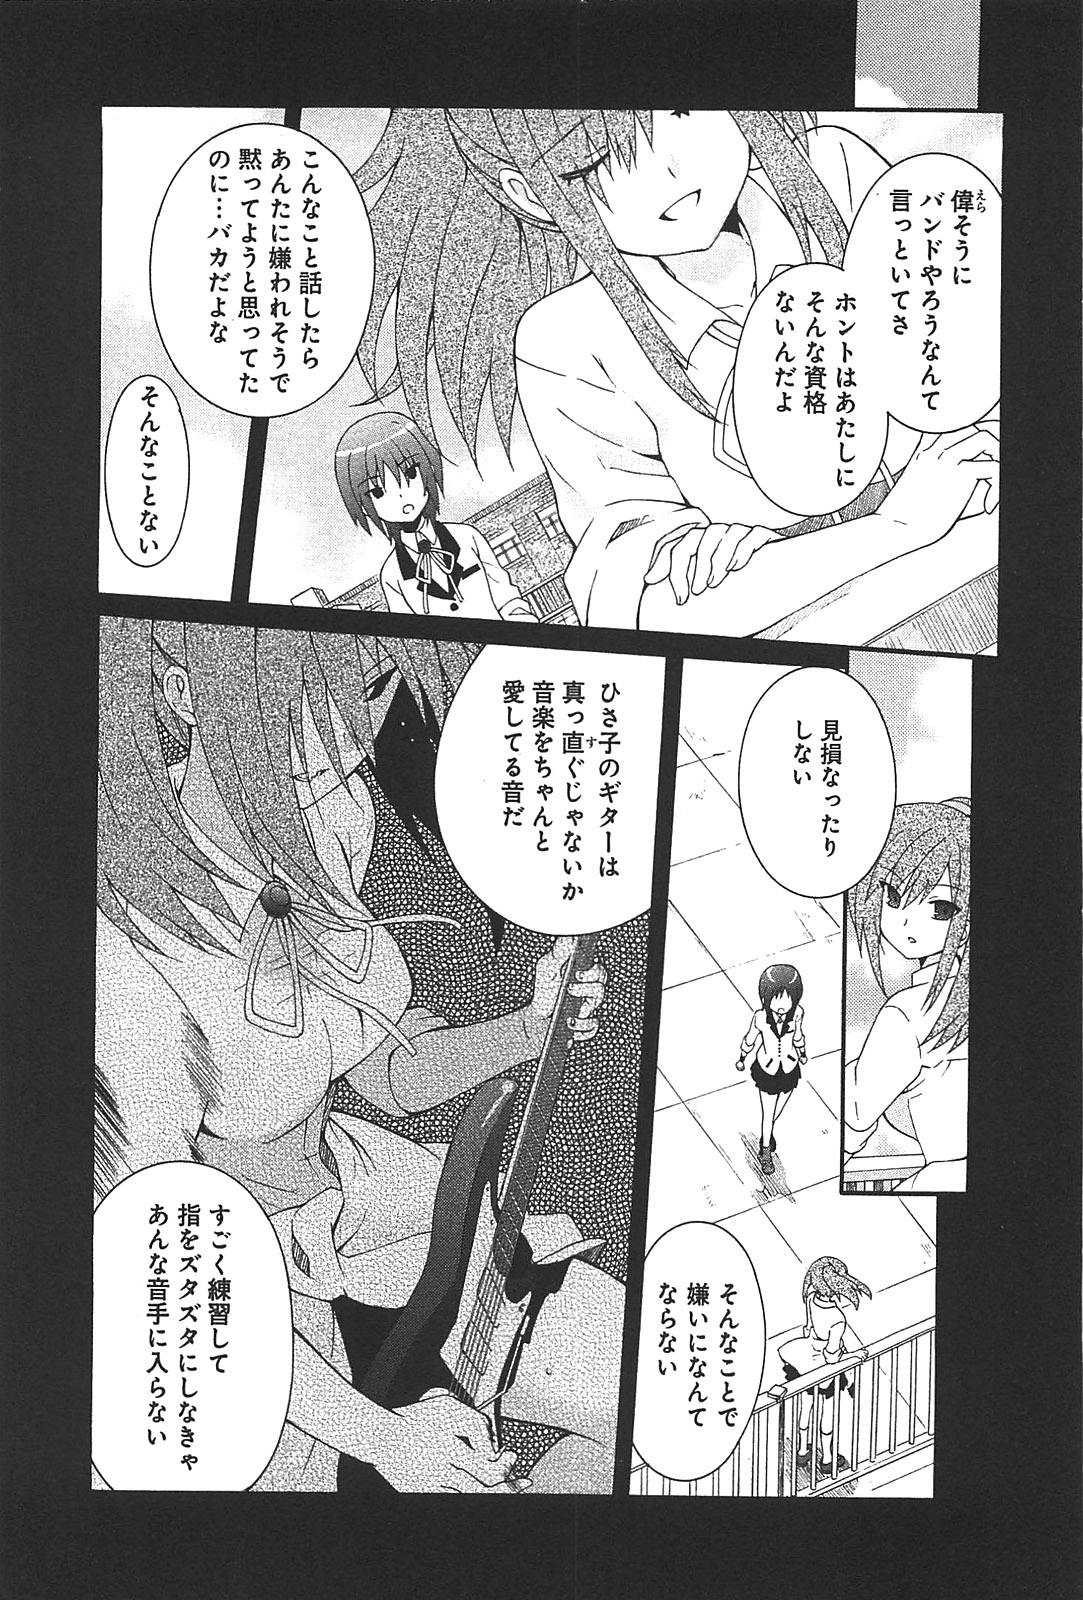 偉そうに
バンドやろうなんて
言っといてさ
ホントはあたしに
そんな資格
ないんだよ
こんなこと話したら
あんたに嫌われそうで
黙ってようと思ってた
のに…バカだよな
そんなことない
見損なったり
しない
そんなことで
嫌いになんて
ならない
ひさ子のギターは
真っ直ぐじゃないか
音楽をちゃんと
愛してる音だ
すごく練習して
指をズタズタにしなきゃ
あんな音手に入らない